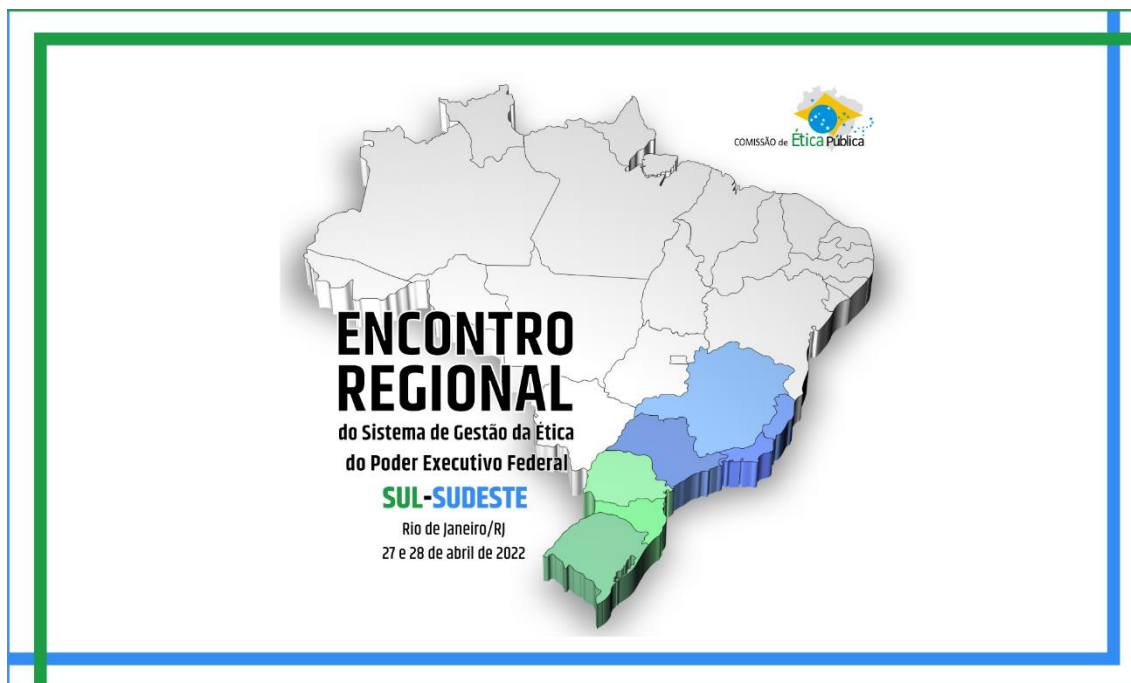 COMISSÃO de Ética Pública
ENCONTRO
REGIONAL
do Sistema de Gestão da Ética
do Poder Executivo Federal
SUL-SUDESTE
Rio de Janeiro/RJ
27 e 28 de abril de 2022